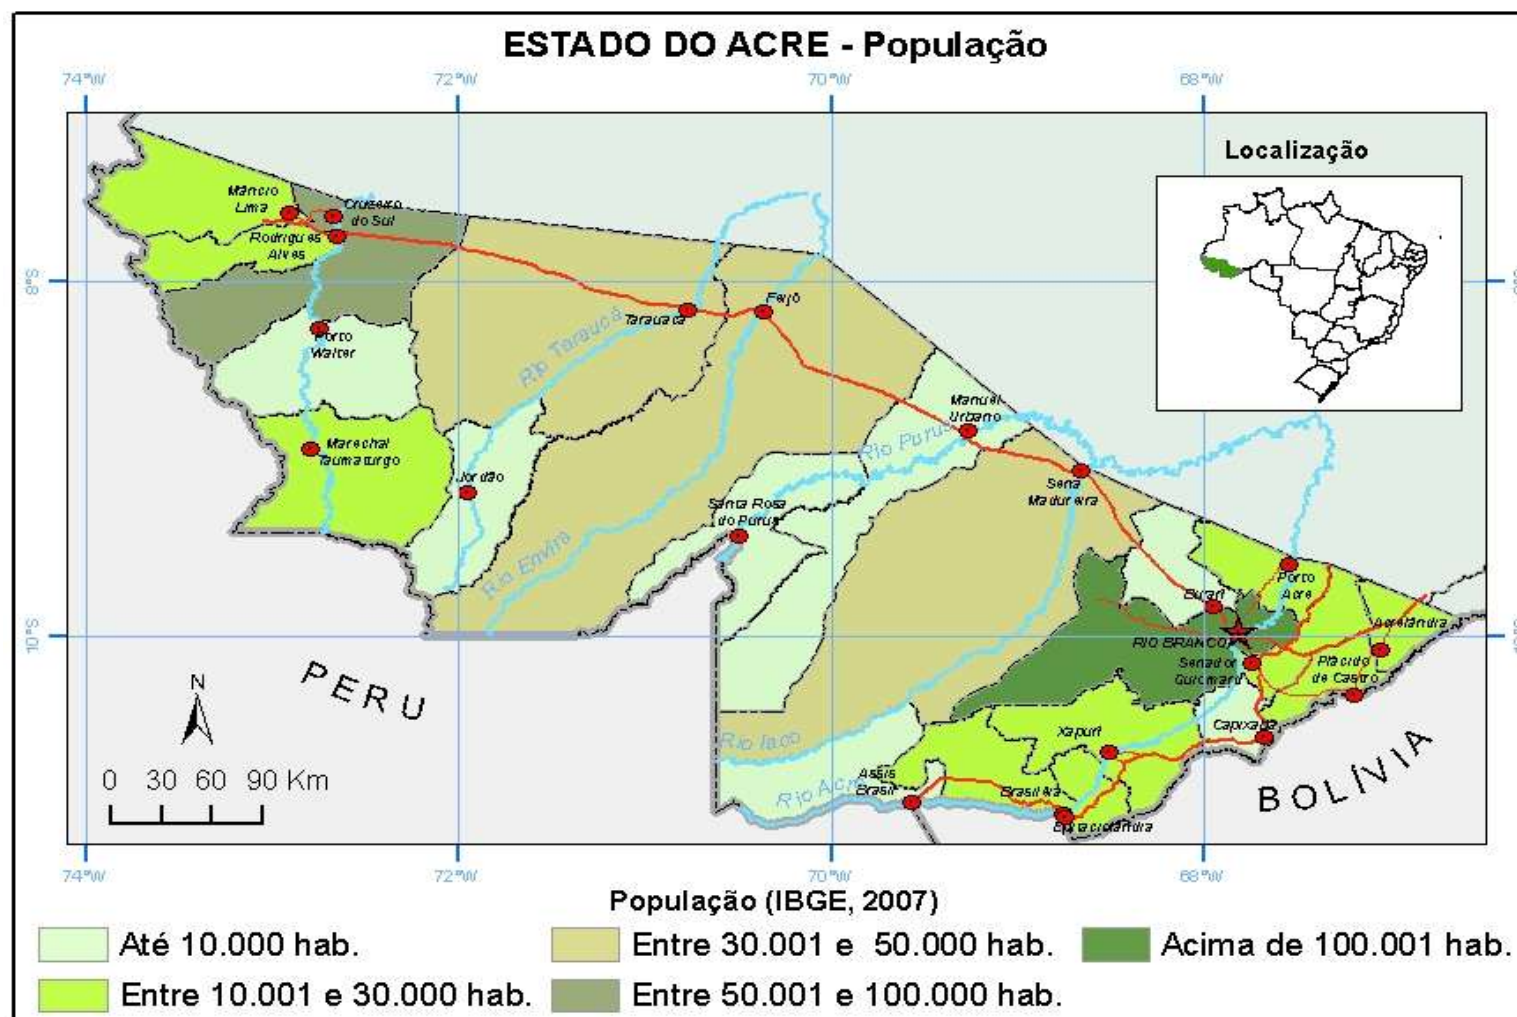 ESTADO DO ACRE - População
74°W
72°W
70°W
68°W
Localização
Mâncio
Lima
Cruzeiro
do Sul
Rodrigues
Alves
8°S
Tarauacá
Feijó
Porto
Walter
Rio Taraucá
Manuel
Urbano
Rio Purus
Marechal
Taumaturgo
Jordão
Sena
Madureira
Santa Rosa
do Purus
Rio Envira
Porto
Acre
Bujari
Acrelândia
10°S
RIO BRANCO
Senador
Guiomard
Plácido
de Castro
PERU
N
Capixaba
Xapuri
Rio Iaco
0 30 60 90 Km
Assis
Brasil
Rio Acre
Brasiléia
Epitaciolândia
BOLÍVIA
74°W
72°W
70°W
68°W
População (IBGE, 2007)
Até 10.000 hab.
Entre 30.001 e 50.000 hab.
Acima de 100.001 hab.
Entre 10.001 e 30.000 hab.
Entre 50.001 e 100.000 hab.